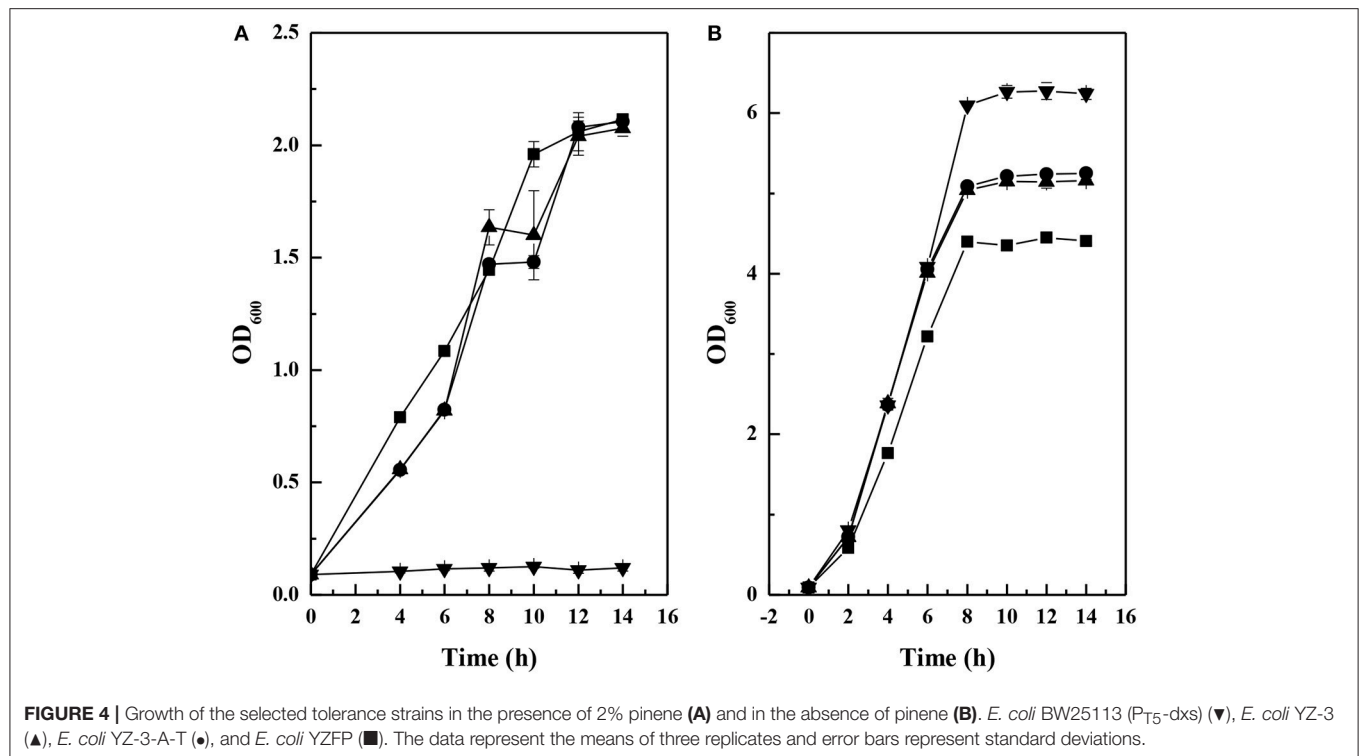 A
B
2.5
2.0
1.5
1.0
0.5
0.0
OD600
0 2 4 6 8 10 12 14 16
Time (h)
6
4
2
0
OD600
-2 0 2 4 6 8 10 12 14 16
Time (h)
FIGURE 4 | Growth of the selected tolerance strains in the presence of 2% pinene (A) and in the absence of pinene (B). E. coli BW25113 (PT5-dxs) (▼), E. coli YZ-3
(▲), E. coli YZ-3-A-T (●), and E. coli YZFP (■). The data represent the means of three replicates and error bars represent standard deviations.